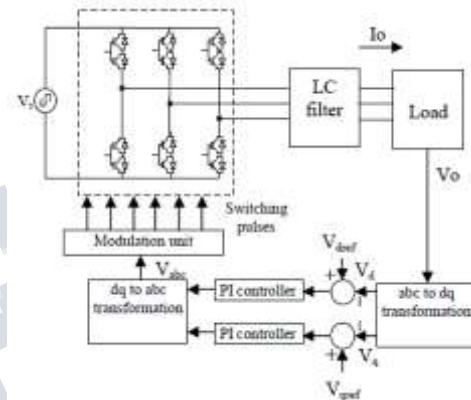 Io
LC
filter
Load
Vs
Vo
Switching
pulses
Modulation unit
Vabc
Vdref
dq to abc
transformation
PI controller
+
Vd
abc to dq
transformation
PI controller
+
Vq
Vqref